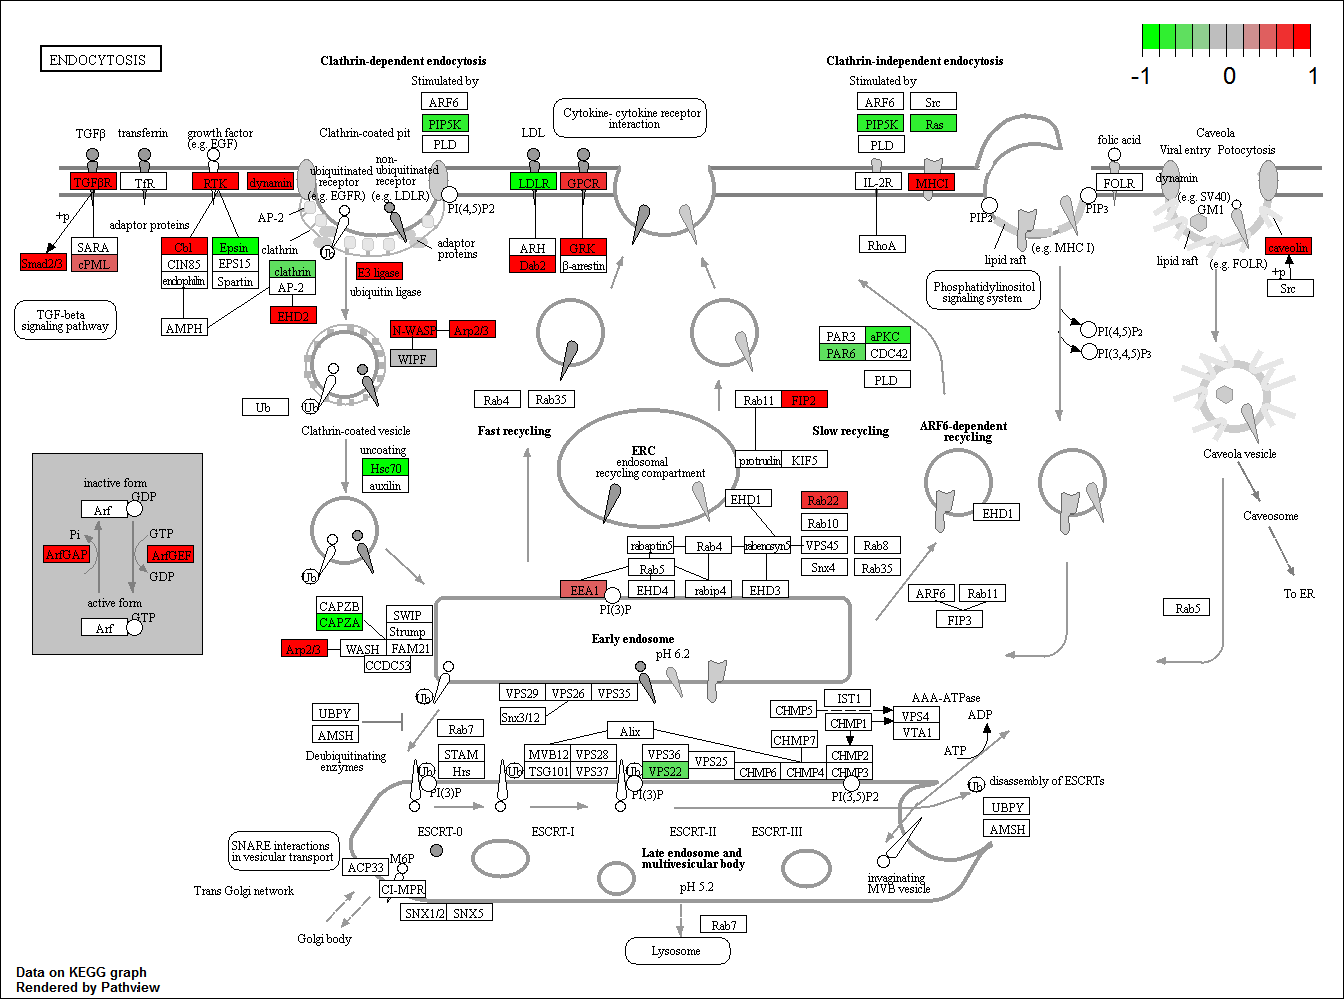 ENDOCYTOSIS
-1
0
1
Clathrin-dependent endocytosis
Stimulated by
ARF6
PIP5K
PLD
Clathrin-independent endocytosis
Stimulated by
ARF6
Src
PIP5K
Ras
PLD
Cytokine- cytokine receptor
interaction
TGFβ
transferrin
growth factor
(e.g. EGF)
Clathrin-coated pit
LDL
folic acid
Caveola
Viral entry
Potocytosis
TGFβR
TfR
RTK
dynamin
ubiquitinated
receptor
(e.g. EGFR)
non-
ubiquitinated
receptor
(e.g. LDLR)
LDLR
GPCR
IL-2R
MHCI
FOLR
dynamin
(e.g. SV40)
GM1
PI(4,5)P2
PIP2
PIP3
+p
adaptor proteins
AP-2
clathrin
Ub
adaptor
proteins
Smad2/3
SARA
cPML
Cbl
CIN85
endophilin
Epsin
EPS15
Spartin
clathrin
AP-2
EHD2
AMPH
E3 ligase
ubiquitin ligase
ARH
Dab2
GRK
β-arrestin
RhoA
lipid raft
(e.g. MHC I)
lipid raft
(e.g. FOLR)
caveolin
+p
Src
TGF-beta
signaling pathway
Phosphatidylinositol
signaling system
N-WASP
Arp2/3
WIPF
PAR3
aPKC
PAR6
CDC42
PLD
PI(4,5)P2
PI(3,4,5)P3
Ub
Ub
Clathrin-coated vesicle
uncoating
Hsc70
auxilin
Rab4
Rab35
Fast recycling
Rab11
FIP2
Slow recycling
protrudin
KIF5
ARF6-dependent
recycling
ERC
endosomal
recycling compartment
Caveola vesicle
Caveosome
To ER
inactive form
GDP
Arf
Pi
GTP
ArfGAP
ArfGEF
GDP
active form
GTP
Arf
Ub
EHD1
Rab22
Rab10
EHD1
rabaptin5
Rab4
rabenosyn5
VPS45
Rab8
Rab5
Snx4
Rab35
EEA1
EHD4
rabip4
EHD3
PI(3)P
ARF6
Rab11
FIP3
Rab5
CAPZB
CAPZA
SWIP
Strump
Arp2/3
WASH
FAM21
CCDC53
Early endosome
pH 6.2
Ub
VPS29
VPS26
VPS35
Snx3/12
UBPY
AMSH
Deubiquitinating
enzymes
Rab7
STAM
Hrs
Alix
MVB12
VPS28
TSG101
VPS37
VPS36
VPS22
VPS25
IST1
CHMP5
CHMP1
CHMP7
CHMP2
CHMP6
CHMP4
CHMP3
AAA-ATPase
VPS4
VTA1
ADP
ATP
Ub
PI(3)P
Ub
Ub
PI(3)P
PI(3,5)P2
Ub
disassembly of ESCRTs
UBPY
AMSH
ESCRT-0
ESCRT-I
ESCRT-II
ESCRT-III
SNARE interactions
in vesicular transport
ACP33
M6P
CI-MPR
SNX1/2
SNX5
Trans Golgi network
Golgi body
Late endosome and
multivesicular body
pH 5.2
invaginating
MVB vesicle
Rab7
Lysosome
Data on KEGG graph
Rendered by Pathview